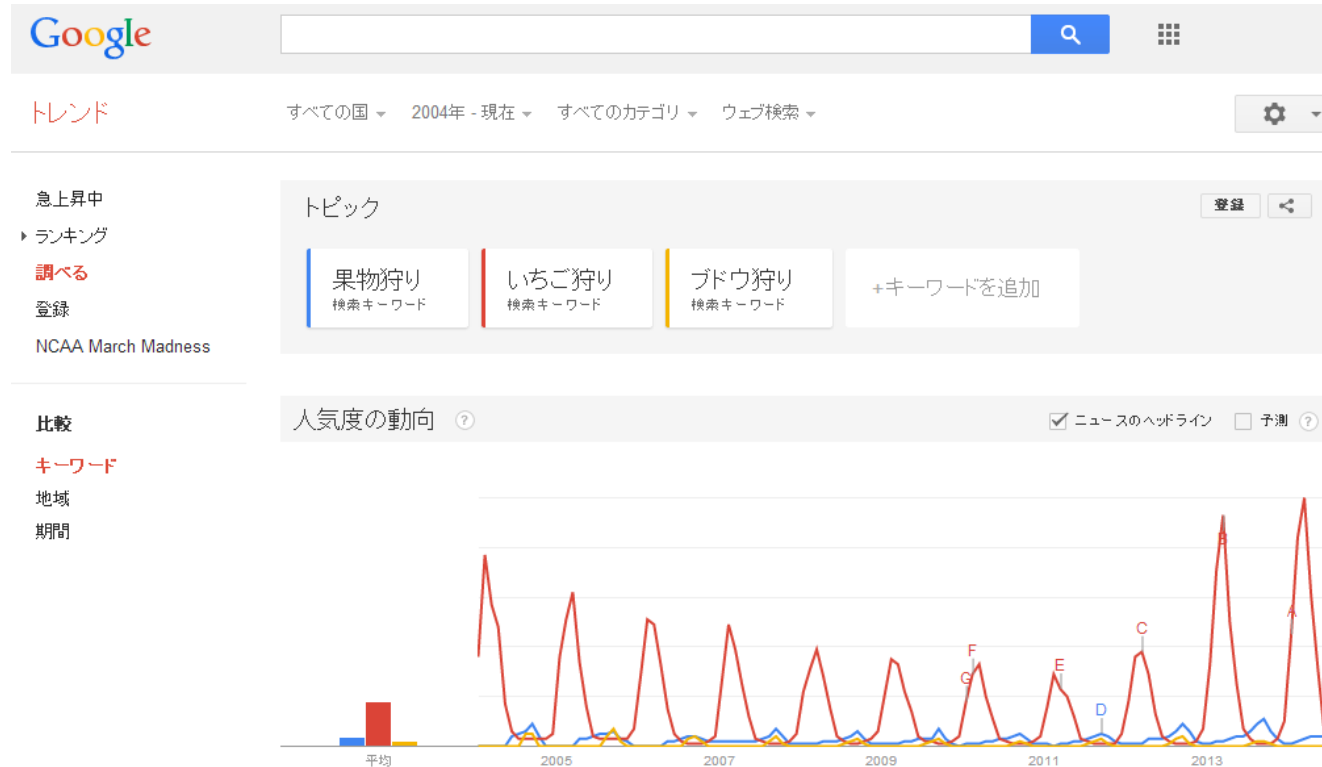 Google
トレンド
すべての国 2004年 - 現在 すべてのカテゴリ ウェブ検索
急上昇中
ランキング
調べる
登録
NCAA March Madness
比較
キーワード
地域
期間
トピック
登録
果物狩り
検索キーワード
いちご狩り
検索キーワード
ブドウ狩り
検索キーワード
+キーワードを追加
人気度の動向 ?
ニュースのヘッドライン 予測 ?
B
A
C
F
E
G
D
平均 2005 2007 2009 2011 2013